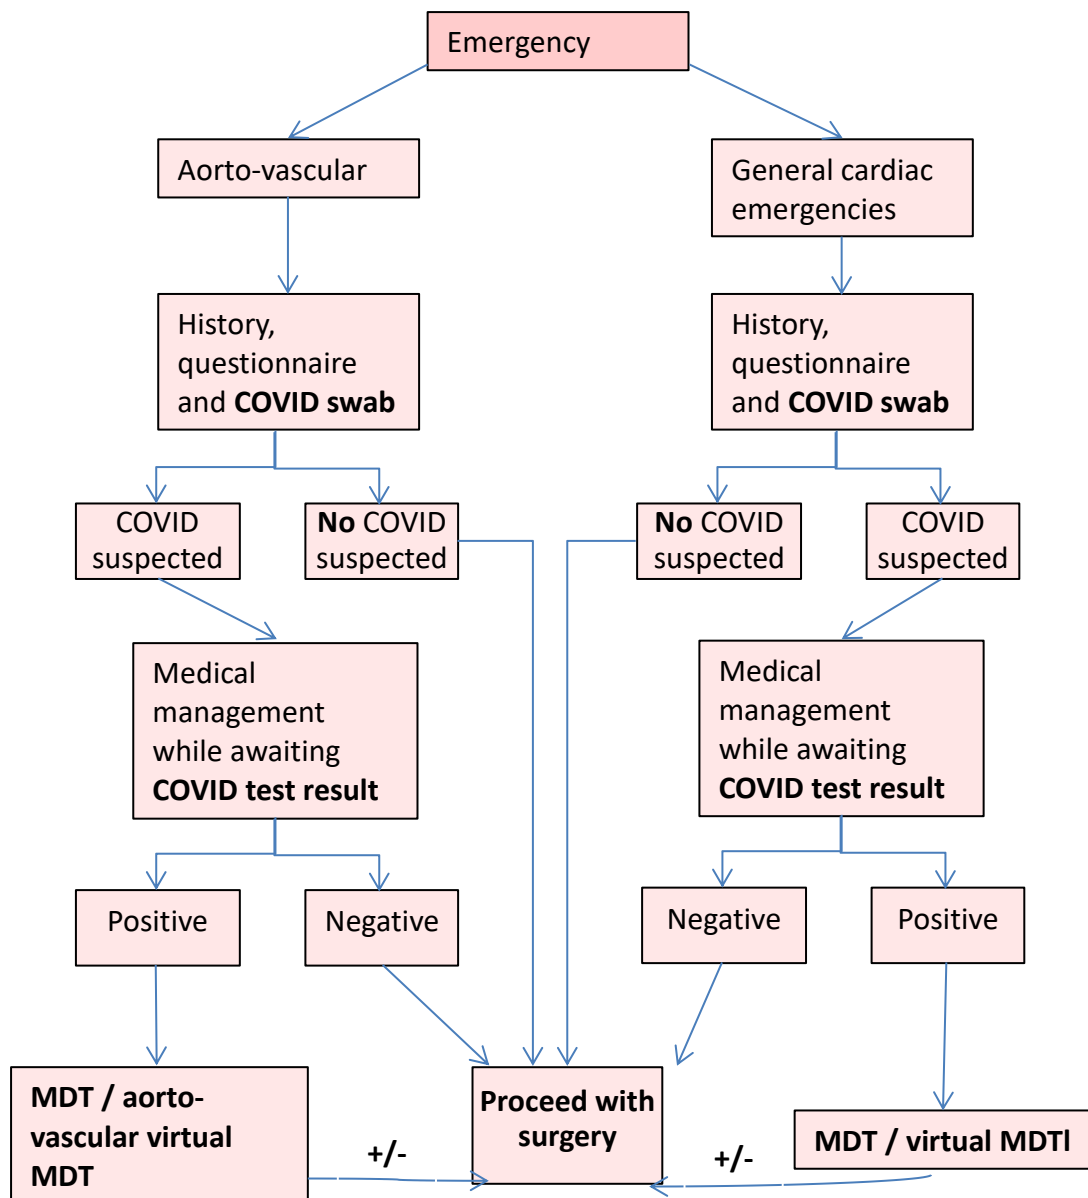 Emergency
Aorto-vascular
General cardiac
emergencies
History,
questionnaire
and COVID swab
History,
questionnaire
and COVID swab
COVID
suspected
No COVID
suspected
No COVID
suspected
COVID
suspected
Medical
management
while awaiting
COVID test result
Medical
management
while awaiting
COVID test result
Positive
Negative
Negative
Positive
MDT / aorto-
vascular virtual
MDT
+/-
Proceed with
surgery
+/-
MDT / virtual MDTl